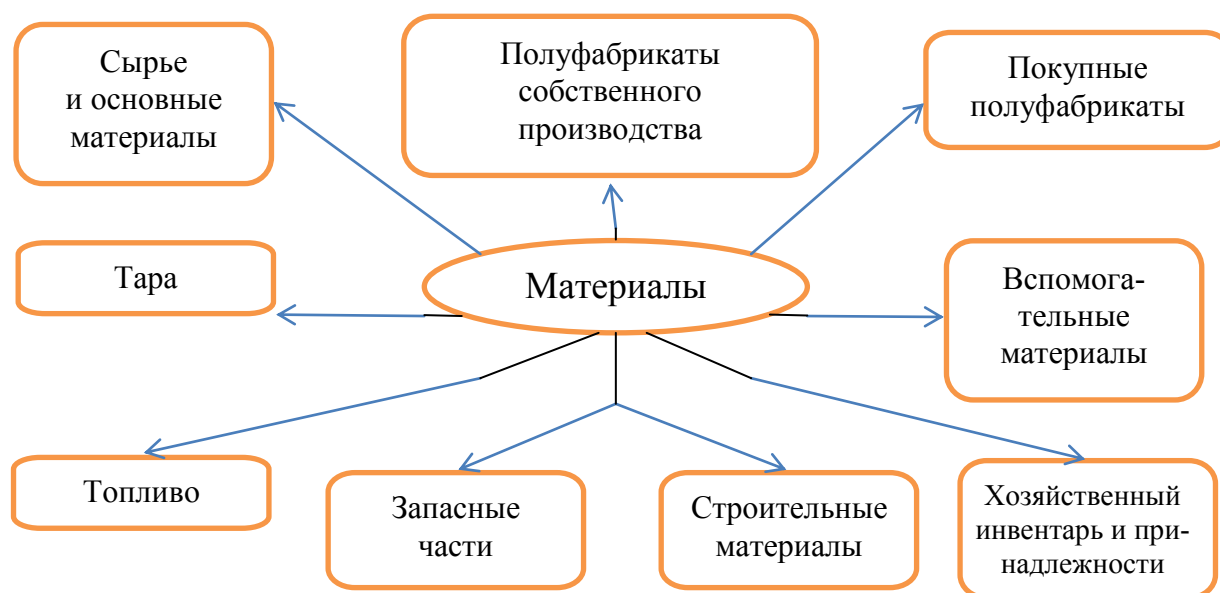 Сырье
и основные
материалы
Полуфабрикаты
собственного
производства
Покупные
полуфабрикаты
Тара
Материалы
Вспомога-
тельные
материалы
Топливо
Запасные
части
Строительные
материалы
Хозяйственный
инвентарь и при-
надлежности